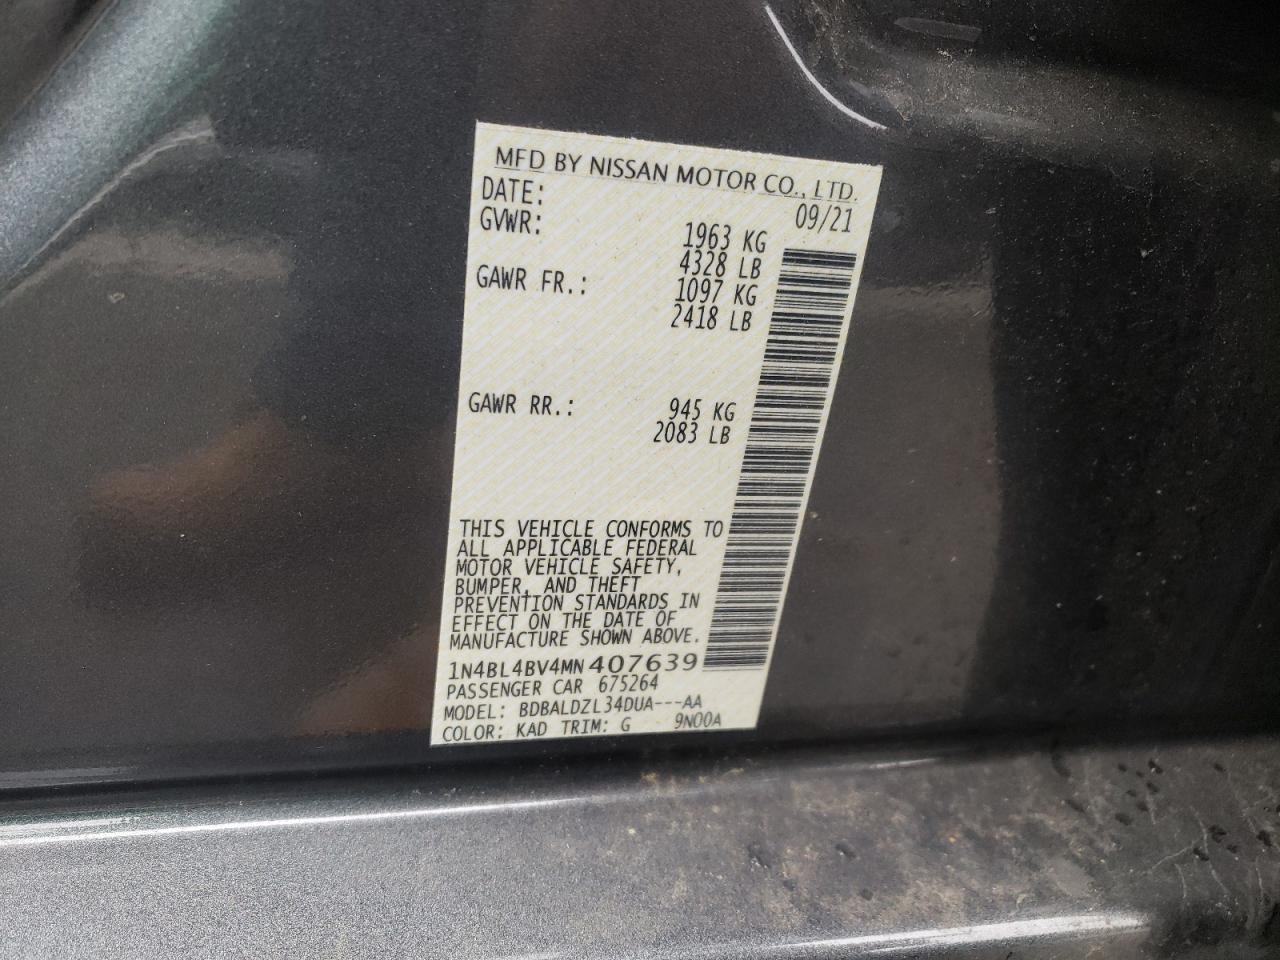 MFD BY NISSAN MOTOR CO., LTD.
DATE: 09/21
GVWR: 1963 KG
4328 LB
GAWR FR.: 1097 KG
2418 LB
GAWR RR.: 945 KG
2083 LB
THIS VEHICLE CONFORMS TO
ALL APPLICABLE FEDERAL
MOTOR VEHICLE SAFETY,
BUMPER, AND THEFT
PREVENTION STANDARDS IN
EFFECT ON THE DATE OF
MANUFACTURE SHOWN ABOVE.
1N4BL4BV4MN407639
PASSENGER CAR 675264
MODEL: BDBALDZL34DUA---AA
COLOR: KAD TRIM: G 9N00A